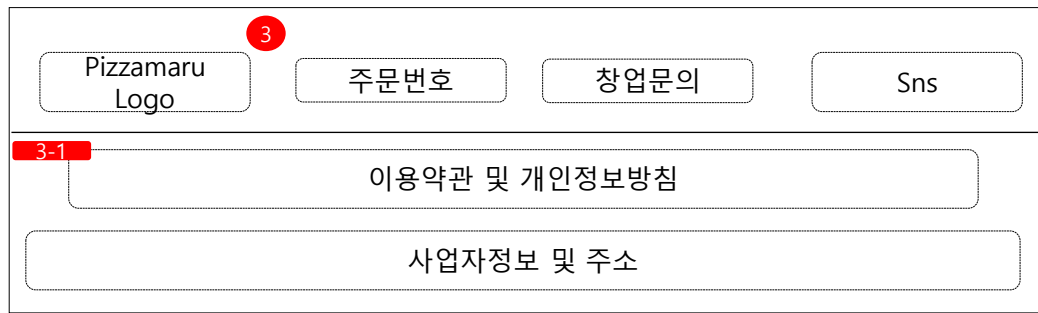 3
Pizzamaru
Logo
주문번호
창업문의
Sns
3-1
이용약관 및 개인정보방침
사업자정보 및 주소